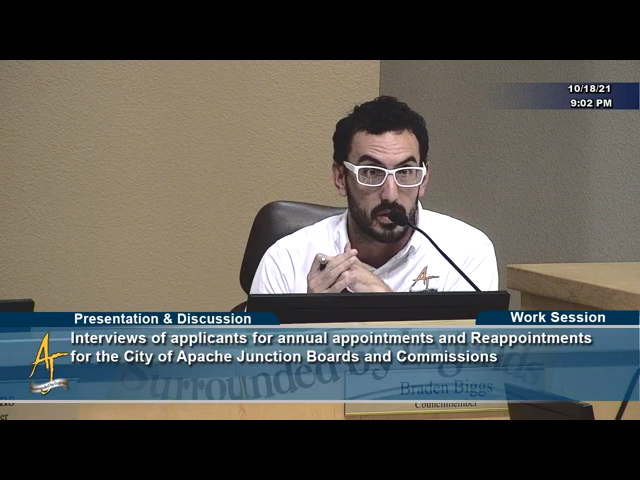 10/18/21
9:02 PM
Presentation & Discussion
Work Session
Interviews of applicants for annual appointments and Reappointments
for the City of Apache Junction Boards and Commissions
Surrounded by
Braden Biggs
Councilmember
AJ